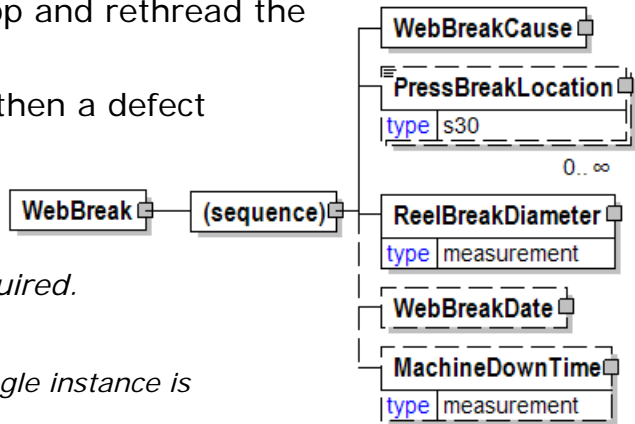 op and rethread the
then a defect
uired.
gle instance is
WebBreak
(sequence)
WebBreakCause
PressBreakLocation
type s30
0.. ∞
ReelBreakDiameter
type measurement
WebBreakDate
MachineDownTime
type measurement